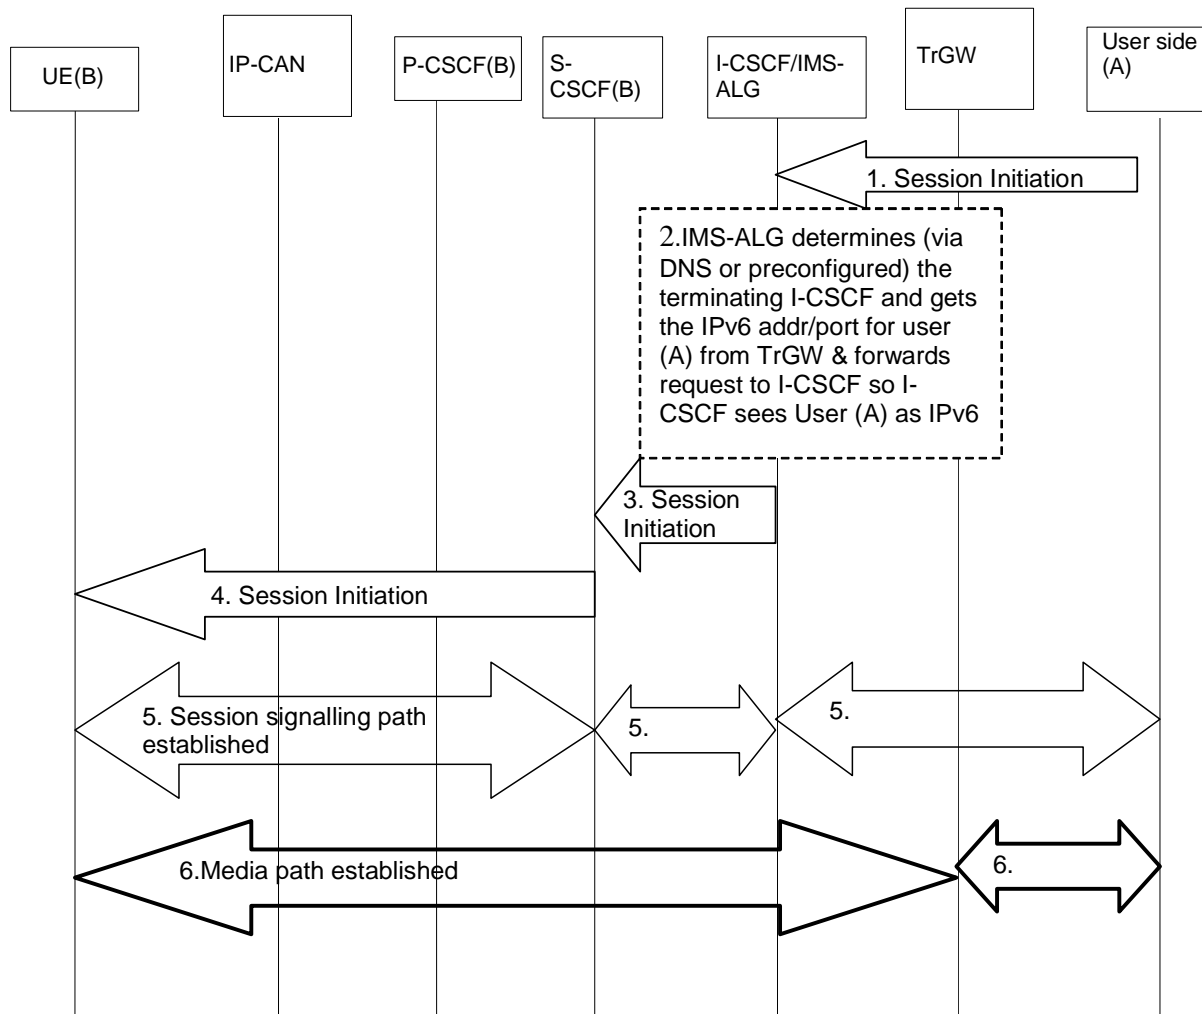 UE(B)
IP-CAN
P-CSCF(B)
S-
CSCF(B)
I-CSCF/IMS-
ALG
TrGW
User side
(A)
1. Session Initiation
2.IMS-ALG determines (via
DNS or preconfigured) the
terminating I-CSCF and gets
the IPv6 addr/port for user
(A) from TrGW & forwards
request to I-CSCF so I-
CSCF sees User (A) as IPv6
3. Session
Initiation
4. Session Initiation
5. Session signalling path
established
5.
5.
6.Media path established
6.